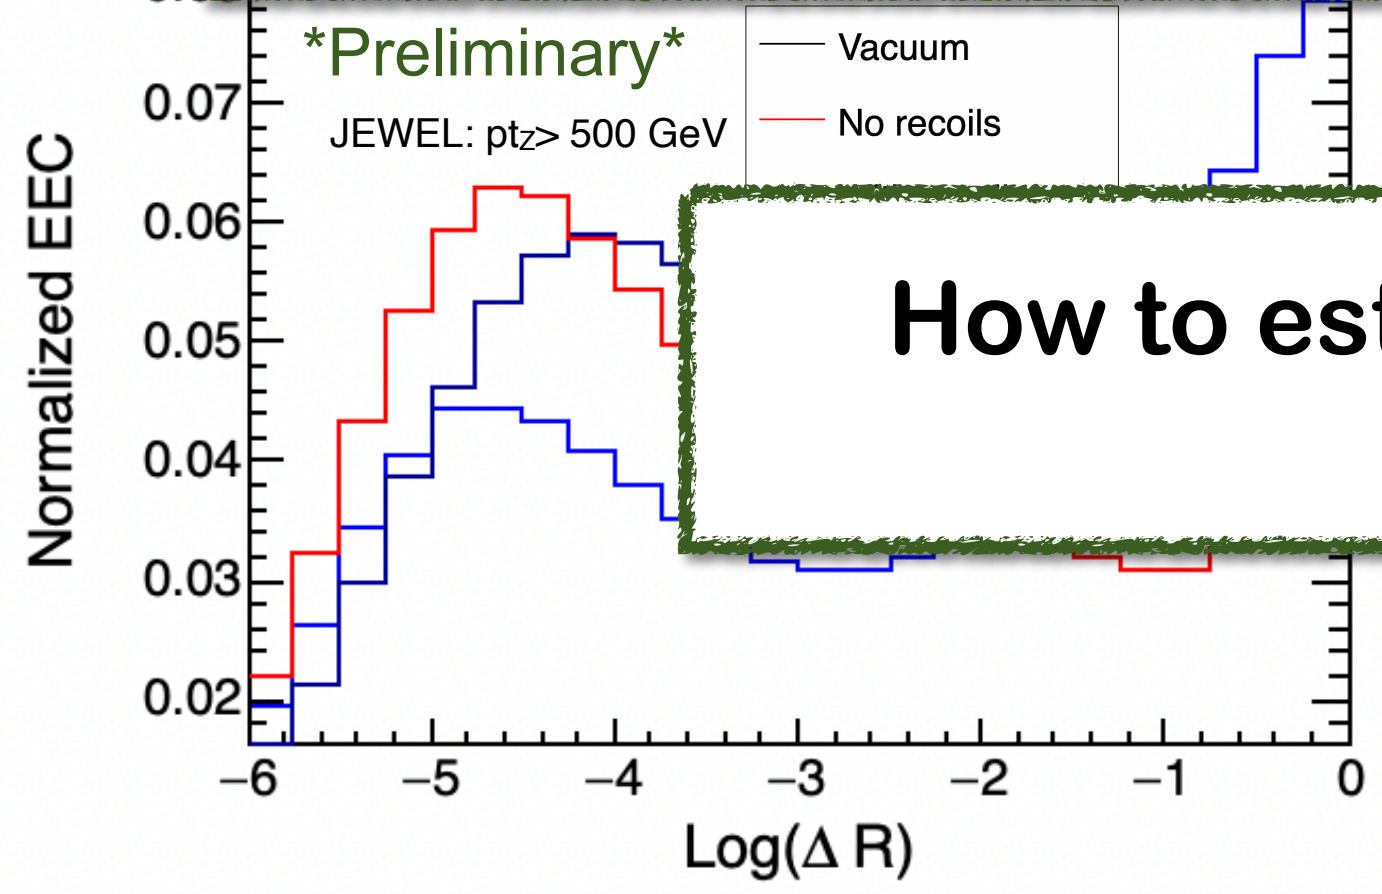 *Preliminary*
JEWEL: ptZ> 500 GeV
Vacuum
No recoils
Normalized EEC
0.07
0.06
0.05
0.04
0.03
0.02
How to est
−6 −5 −4 −3 −2 −1 0
Log(Δ R)